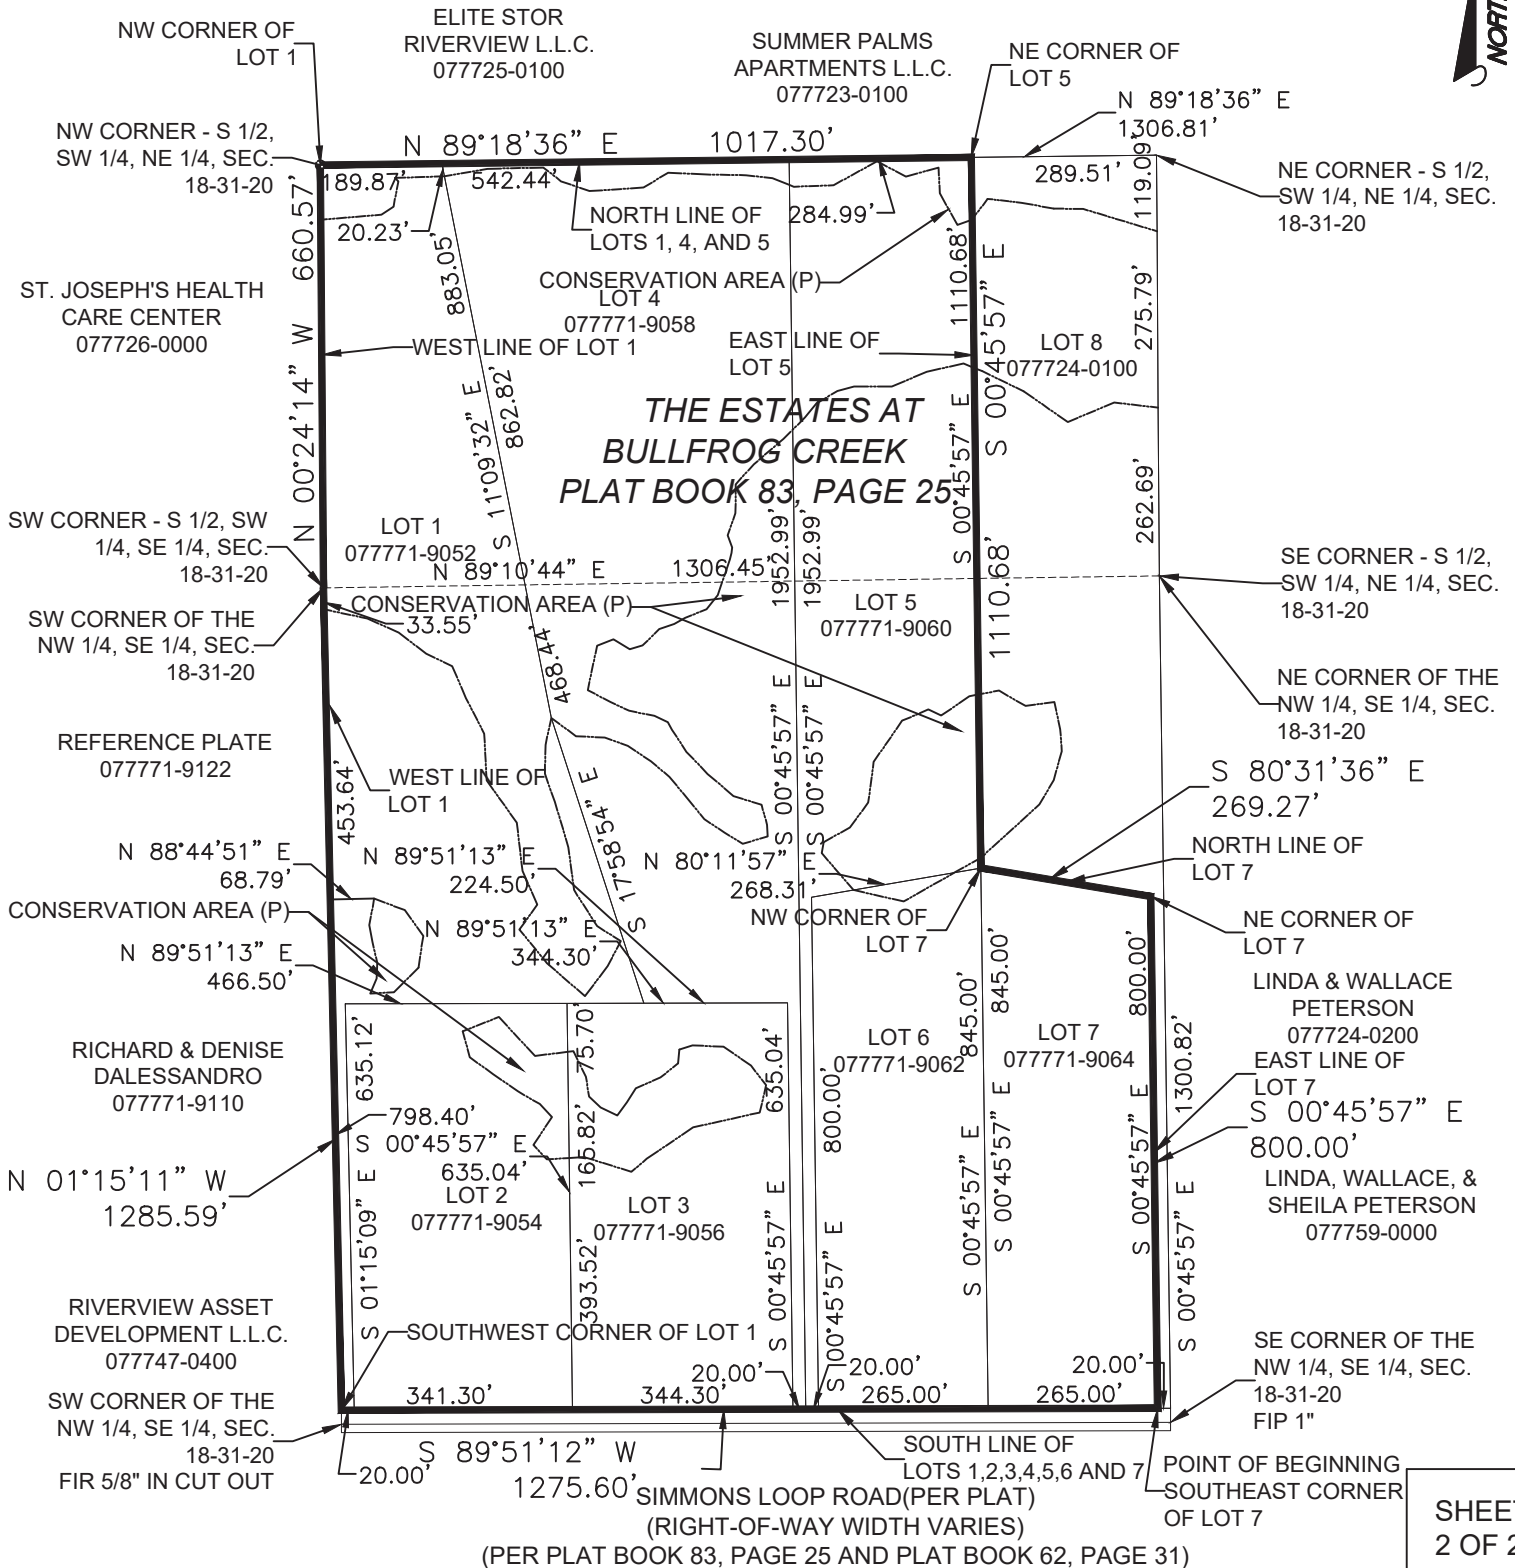 NW CORNER OF
LOT 1
ELITE STOR
RIVERVIEW L.L.C.
077725-0100
SUMMER PALMS
APARTMENTS L.L.C.
077723-0100
NE CORNER OF
LOT 5
N 89°18'36" E
1306.81'
NW CORNER - S 1/2,
SW 1/4, NE 1/4, SEC.
18-31-20
N 89°18'36" E
1017.30'
289.51'
119.09'
NE CORNER - S 1/2,
SW 1/4, NE 1/4, SEC.
18-31-20
189.87'
542.44'
20.23'
NORTH LINE OF
LOTS 1, 4, AND 5
284.99'
660.57'
883.05'
1110.68'
ST. JOSEPH'S HEALTH
CARE CENTER
077726-0000
CONSERVATION AREA (P)
LOT 4
077771-9058
WEST LINE OF LOT 1
EAST LINE OF
LOT 5
S 00°45'57" E
275.79'
LOT 8
077724-0100
N 00°24'14" W
S 11°09'32" E
862.82'
THE ESTATES AT
BULLFROG CREEK
PLAT BOOK 83, PAGE 25
S 00°45'57" E
262.69'
SW CORNER - S 1/2, SW
1/4, SE 1/4, SEC.
18-31-20
LOT 1
077771-9052
N 89°10'44" E
1306.45'
1952.99'
1952.99'
1110.68'
SE CORNER - S 1/2,
SW 1/4, NE 1/4, SEC.
18-31-20
CONSERVATION AREA (P)
33.55'
LOT 5
077771-9060
SW CORNER OF THE
NW 1/4, SE 1/4, SEC.
18-31-20
468.44'
NE CORNER OF THE
NW 1/4, SE 1/4, SEC.
18-31-20
REFERENCE PLATE
077771-9122
WEST LINE OF
LOT 1
453.64'
S 17°58'54" E
S 00°45'57" E
S 00°45'57" E
S 80°31'36" E
269.27'
NORTH LINE OF
LOT 7
N 88°44'51" E
68.79'
N 89°51'13" E
224.50'
N 80°11'57" E
268.31'
CONSERVATION AREA (P)
N 89°51'13" E
344.30'
NW CORNER OF
LOT 7
NE CORNER OF
LOT 7
N 89°51'13" E
466.50'
845.00'
845.00'
800.00'
LINDA & WALLACE
PETERSON
077724-0200
RICHARD & DENISE
DALESSANDRO
077771-9110
635.12'
75.70'
635.04'
LOT 6
077771-9062
LOT 7
077771-9064
1300.82'
EAST LINE OF
LOT 7
798.40'
S 00°45'57" E
635.04'
165.82'
800.00'
S 00°45'57" E
800.00'
N 01°15'11" W
1285.59'
LOT 2
077771-9054
LOT 3
077771-9056
S 00°45'57" E
S 00°45'57" E
S 00°45'57" E
LINDA, WALLACE, &
SHEILA PETERSON
077759-0000
S 01°15'09" E
393.52'
S 00°45'57" E
S 00°45'57" E
S 00°45'57" E
RIVERVIEW ASSET
DEVELOPMENT L.L.C.
077747-0400
SOUTHWEST CORNER OF LOT 1
20.00'
20.00'
20.00'
SE CORNER OF THE
NW 1/4, SE 1/4, SEC.
18-31-20
FIP 1"
SW CORNER OF THE
NW 1/4, SE 1/4, SEC.
18-31-20
FIR 5/8" IN CUT OUT
341.30'
344.30'
265.00'
265.00'
20.00'
S 89°51'12" W
1275.60'
SOUTH LINE OF
LOTS 1,2,3,4,5,6 AND 7
POINT OF BEGINNING
SOUTHEAST CORNER
OF LOT 7
SIMMONS LOOP ROAD(PER PLAT)
(RIGHT-OF-WAY WIDTH VARIES)
(PER PLAT BOOK 83, PAGE 25 AND PLAT BOOK 62, PAGE 31)
2 OF 2